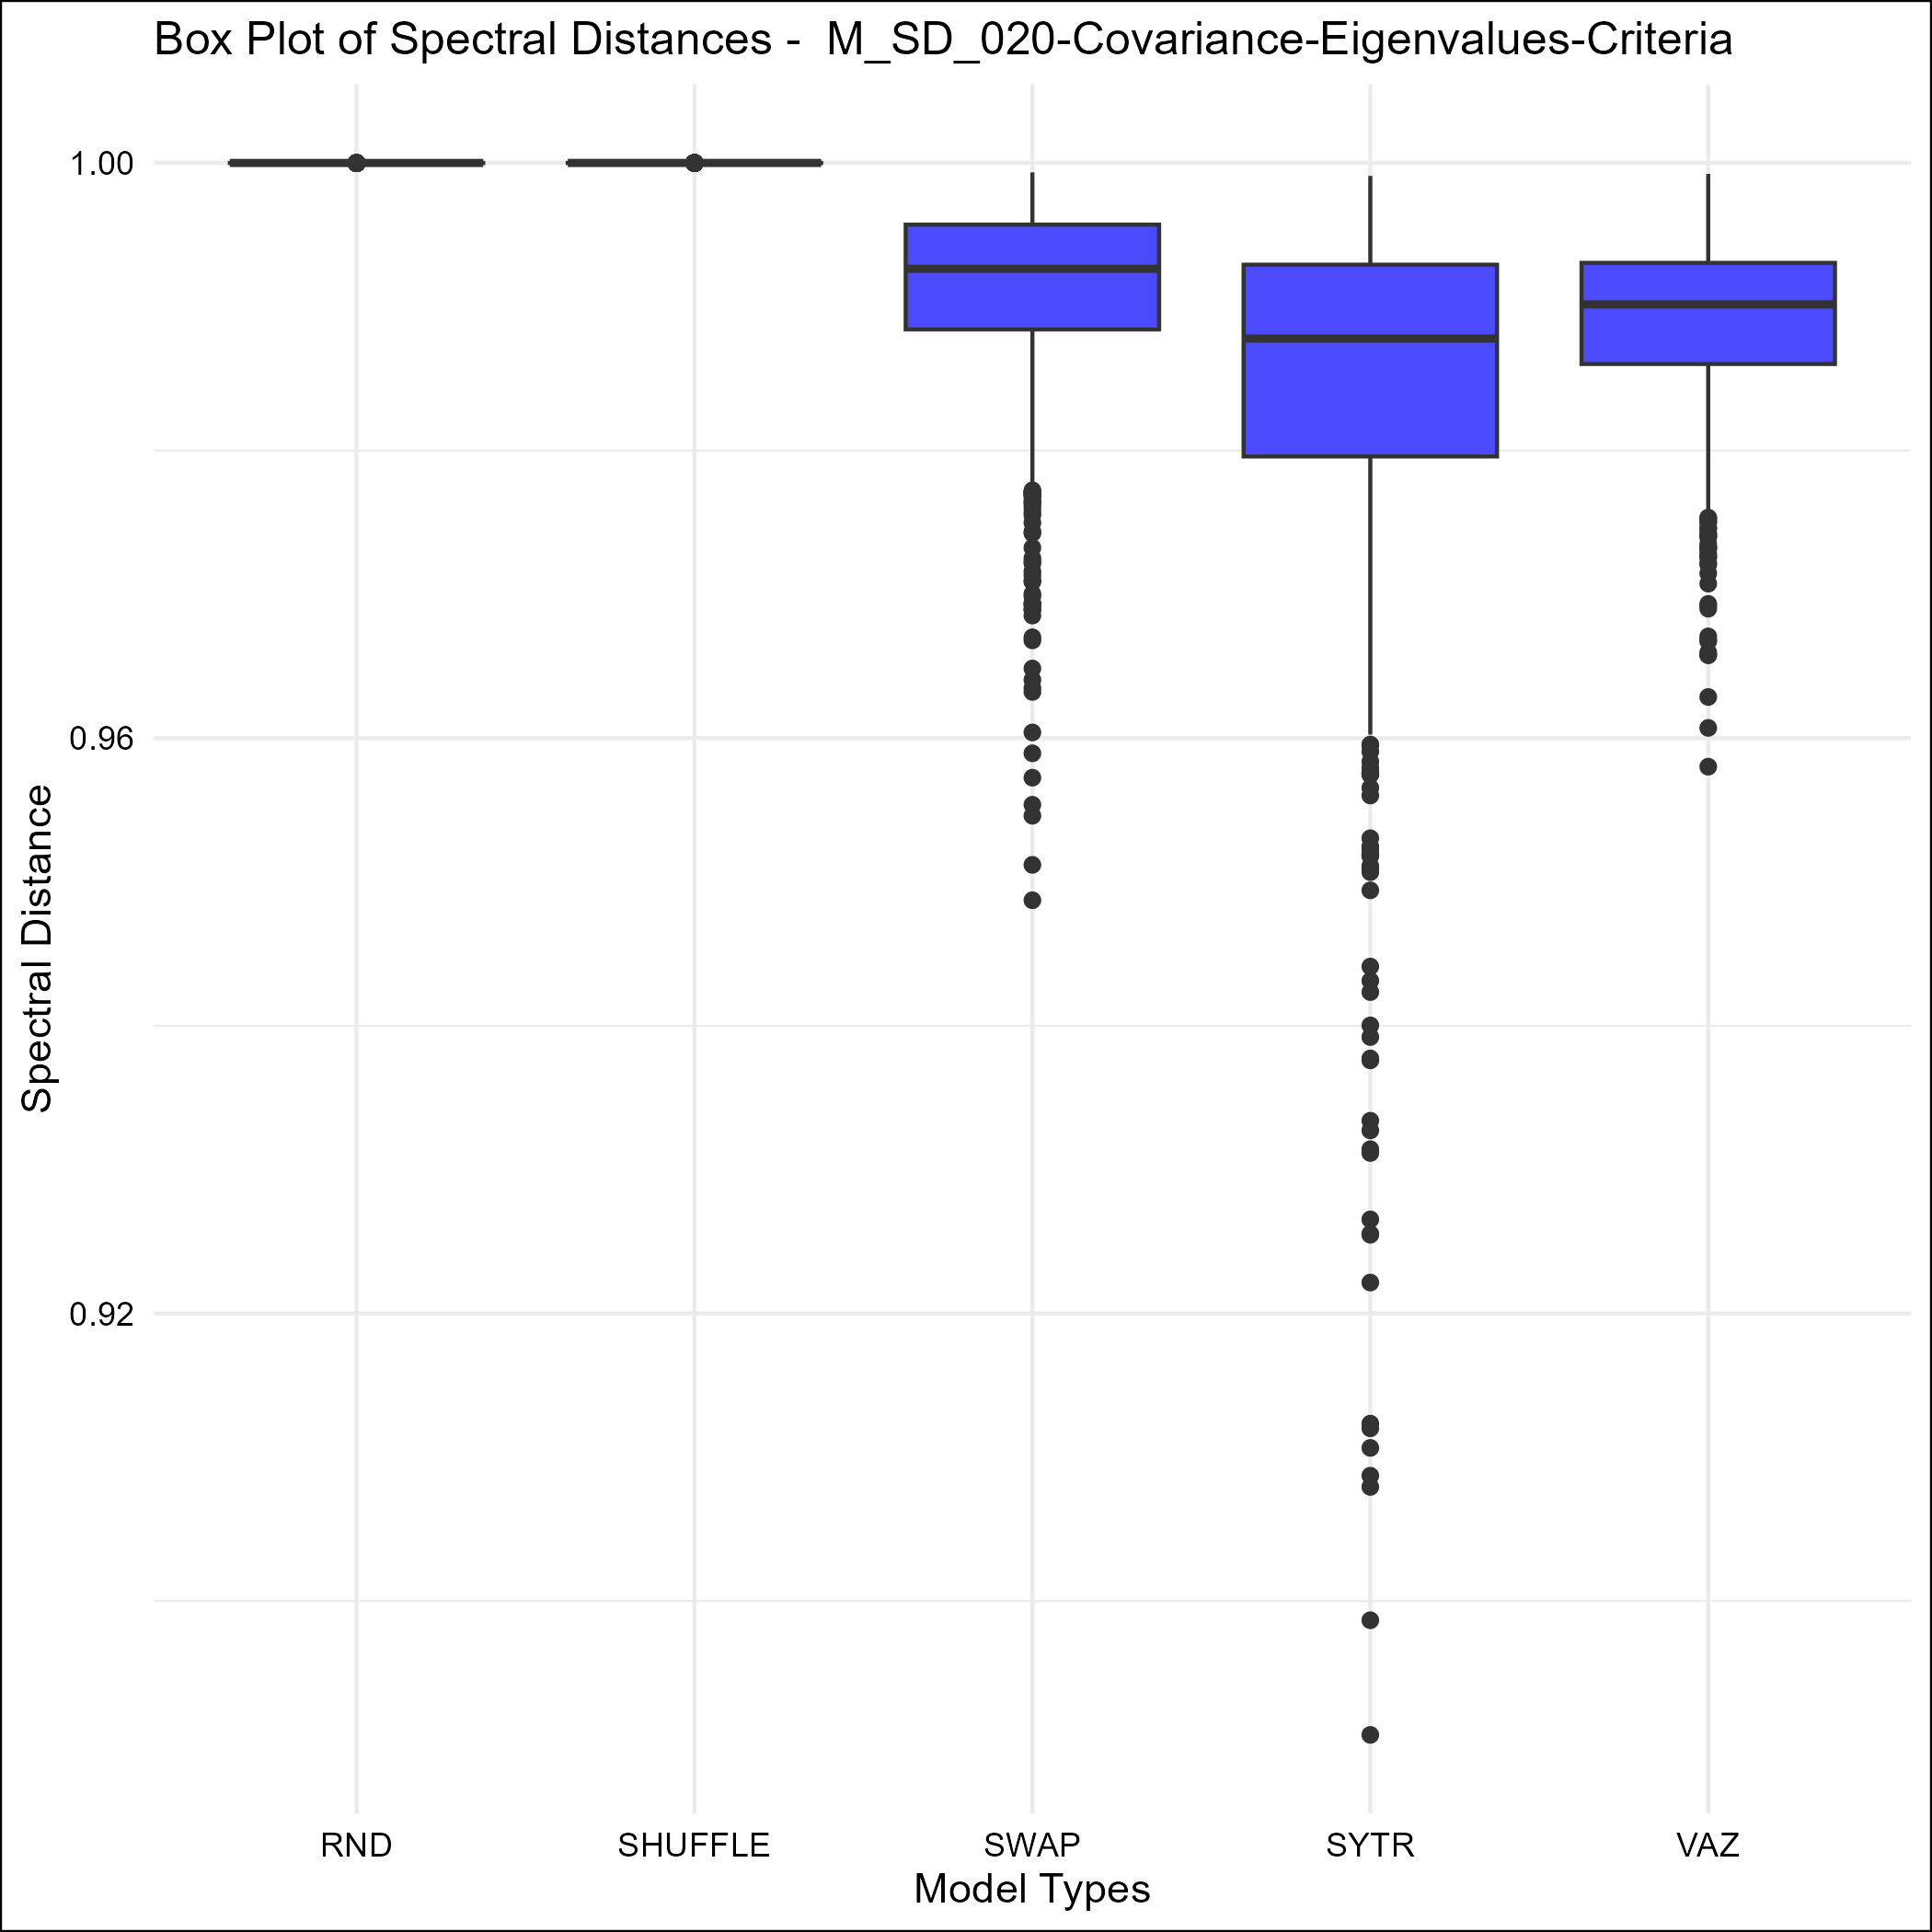 Box Plot of Spectral Distances -  M_SD_020-Covariance-Eigenvalues-Criteria
1.00
0.96
0.92
Spectral Distance
RND
SHUFFLE
SWAP
SYTR
VAZ
Model Types